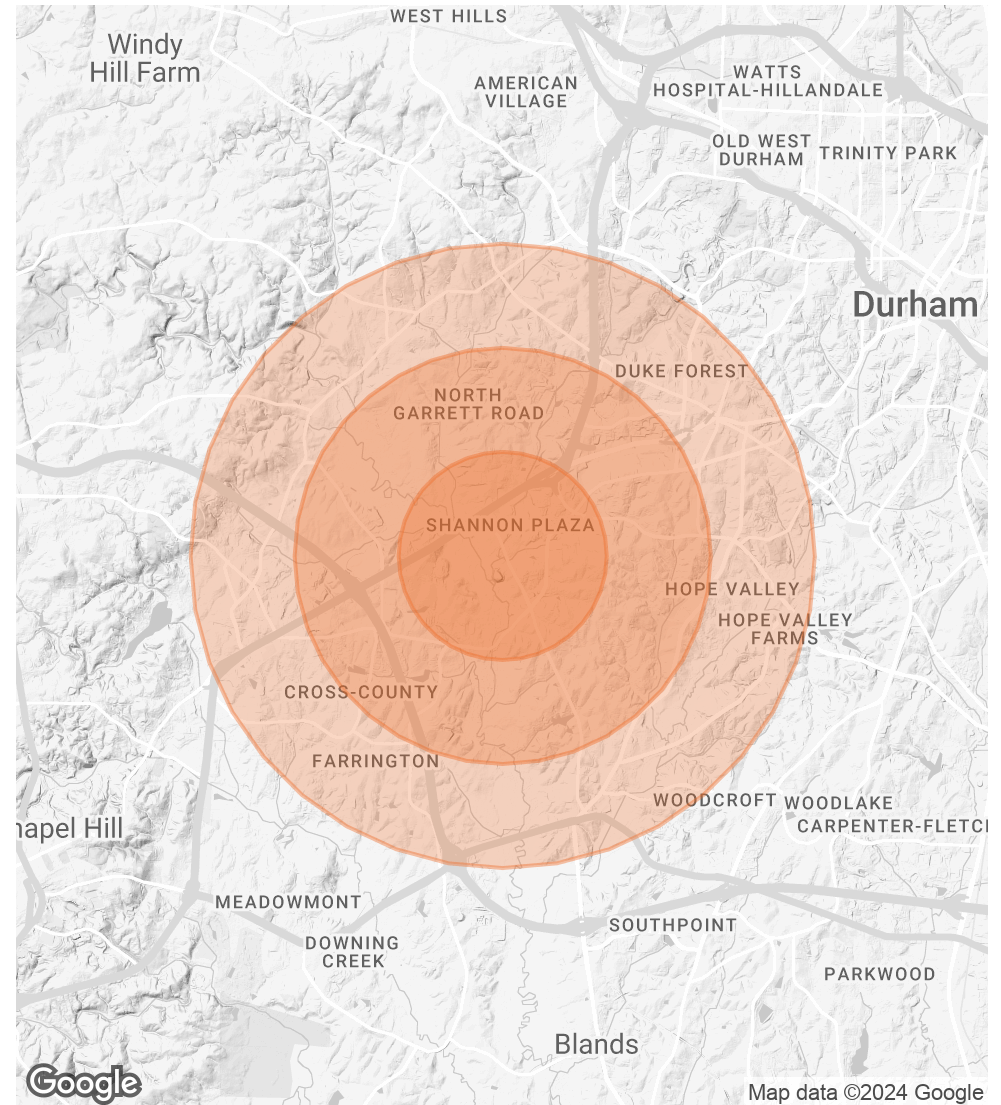 WEST HILLS
Windy
Hill Farm
AMERICAN
VILLAGE
WATTS
HOSPITAL-HILLANDALE
OLD WEST
DURHAM
TRINITY PARK
Durham
DUKE FOREST
NORTH
GARRETT ROAD
SHANNON PLAZA
HOPE VALLEY
HOPE VALLEY
FARMS
CROSS-COUNTY
FARRINGTON
WOODCROFT
WOODLAKE
hapel Hill
CARPENTER-FLETC
MEADOWMONT
SOUTHPOINT
DOWNING
CREEK
PARKWOOD
Blands
Google
Map data ©2024 Google